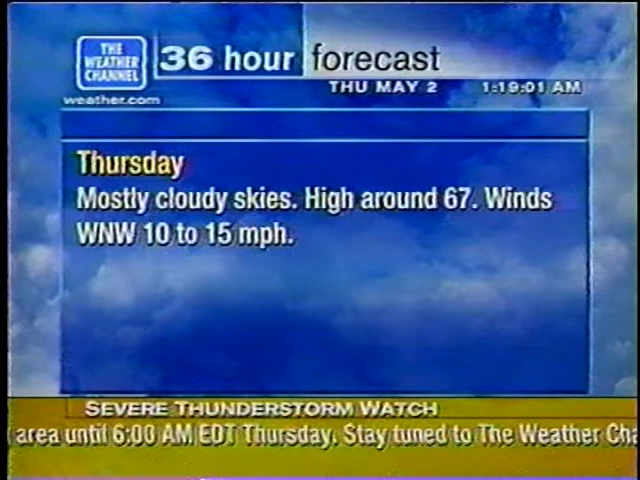 THE
WEATHER
CHANNEL
36 hour forecast
weather.com
THU MAY 2 1:19:01 AM
Thursday
Mostly cloudy skies. High around 67. Winds
WNW 10 to 15 mph.
SEVERE THUNDERSTORM WATCH
area until 6:00 AM EDT Thursday. Stay tuned to The Weather Cha